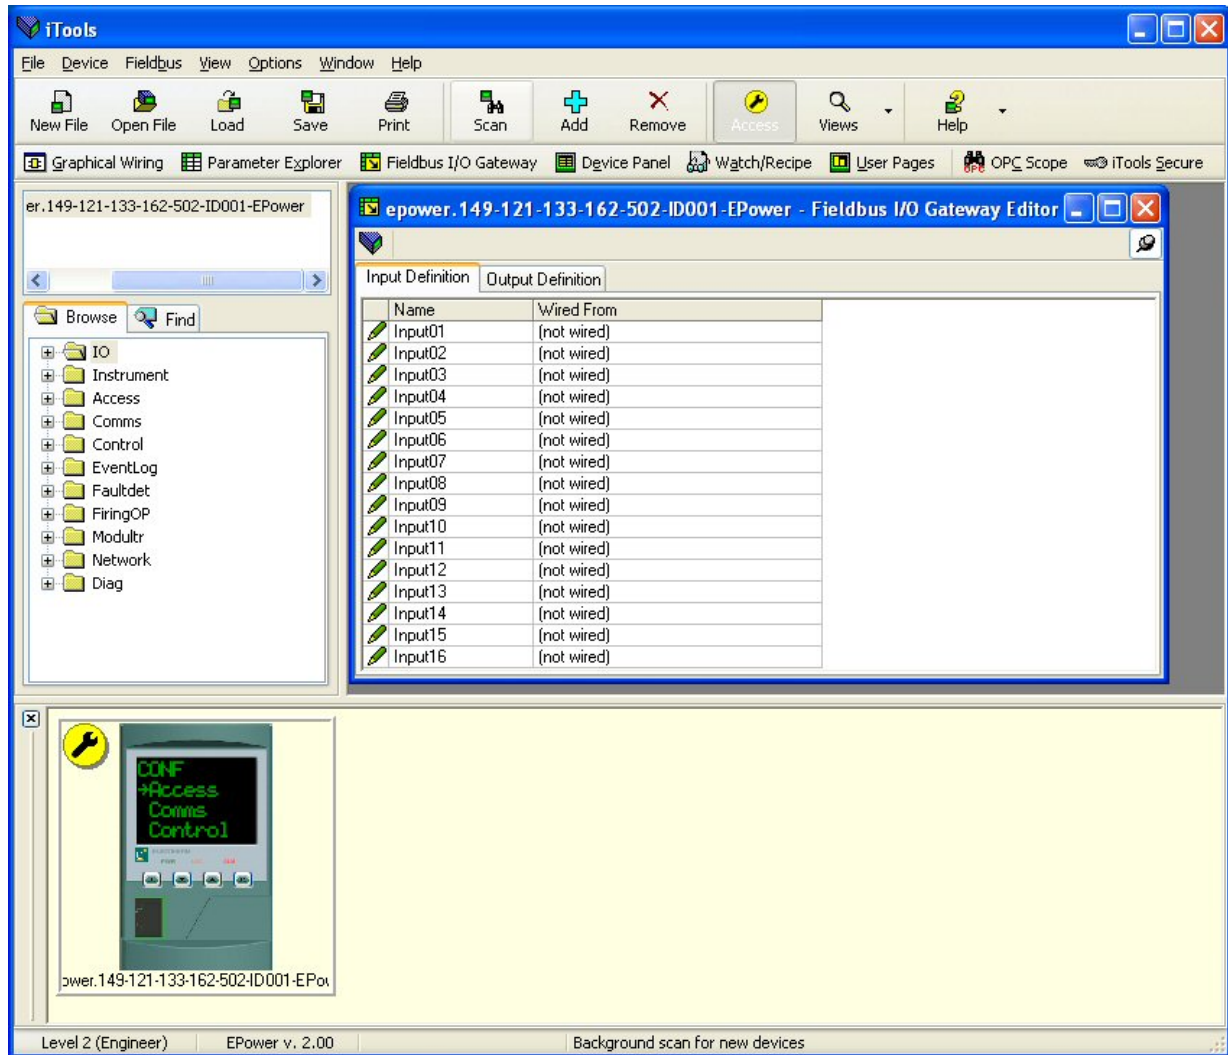 iTools
File Device Fieldbus View Options Window Help
New File Open File Load Save Print Scan Add Remove Access Views Help
Graphical Wiring Parameter Explorer Fieldbus I/O Gateway Device Panel Watch/Recipe User Pages OPC Scope iTools Secure
er.149-121-133-162-502-ID001-EPower
Browse Find
IO
Instrument
Access
Comms
Control
EventLog
Faultdet
FiringOP
Modultr
Network
Diag
epower.149-121-133-162-502-ID001-EPower - Fieldbus I/O Gateway Editor
Input Definition Output Definition
Name Wired From
Input01 (not wired)
Input02 (not wired)
Input03 (not wired)
Input04 (not wired)
Input05 (not wired)
Input06 (not wired)
Input07 (not wired)
Input08 (not wired)
Input09 (not wired)
Input10 (not wired)
Input11 (not wired)
Input12 (not wired)
Input13 (not wired)
Input14 (not wired)
Input15 (not wired)
Input16 (not wired)
CONF
→Access
Comms
Control
ower.149-121-133-162-502-ID001-EPow
Level 2 (Engineer) EPower v. 2.00 Background scan for new devices